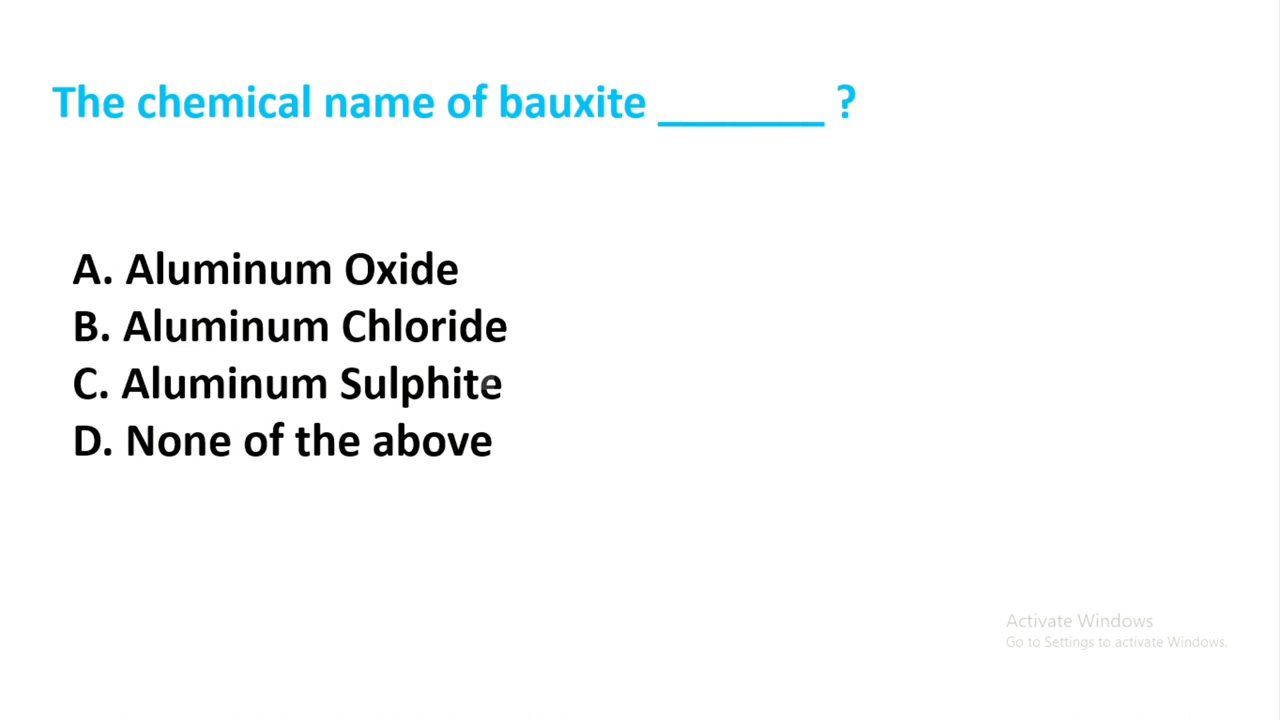 The chemical name of bauxite ________ ?
A. Aluminum Oxide
B. Aluminum Chloride
C. Aluminum Sulphite
D. None of the above
Activate Windows
Go to Settings to activate Windows.